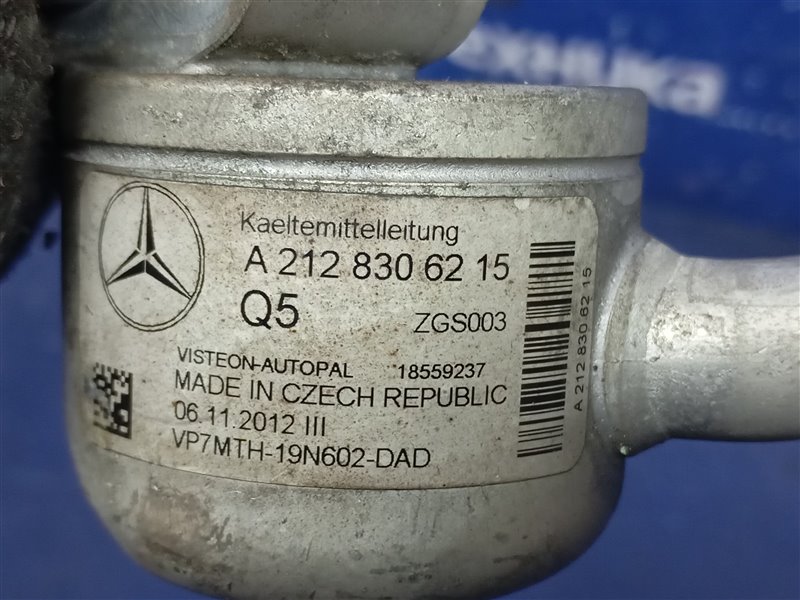 Kaeltemittelleitung
A 212 830 62 15
Q5 ZGS003
VISTEON-AUTOPAL 18559237
MADE IN CZECH REPUBLIC
06.11.2012 III
VP7MTH-19N602-DAD
A 212 830 62 15